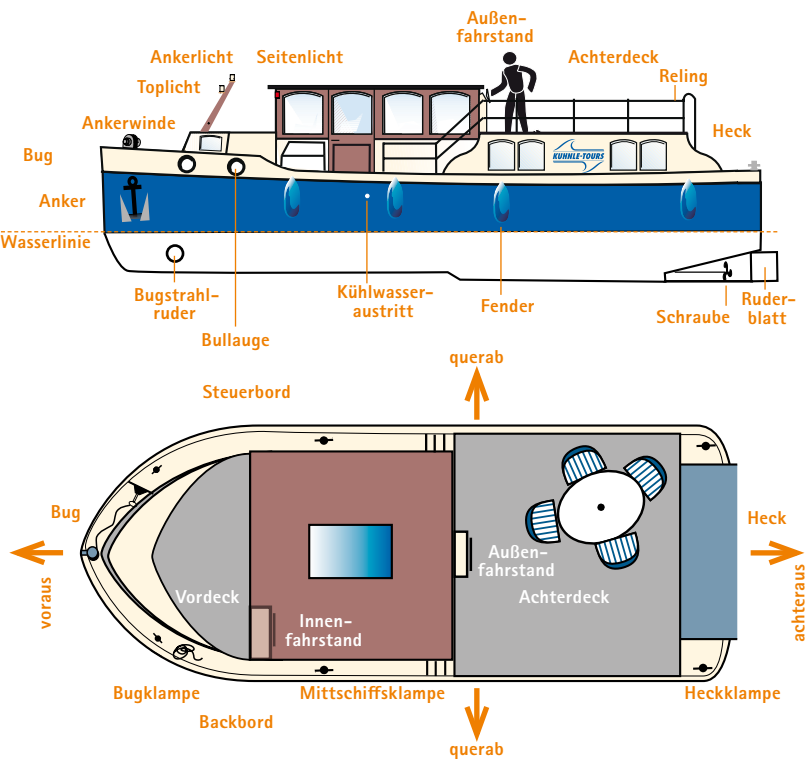 Außen-
fahrstand
Ankerlicht
Seitenlicht
Achterdeck
Toplicht
Reling
Ankerwinde
Heck
Bug
KUHNLE-TOURS
Anker
Wasserlinie
Bugstrahl-
ruder
Kühlwasser-
austritt
Fender
Schraube
Ruder-
blatt
Bullauge
querab
Steuerbord
Bug
Heck
voraus
Außen-
fahrstand
achteraus
Vordeck
Achterdeck
Innen-
fahrstand
Bugklampe
Mittschiffsklampe
Heckklampe
Backbord
querab